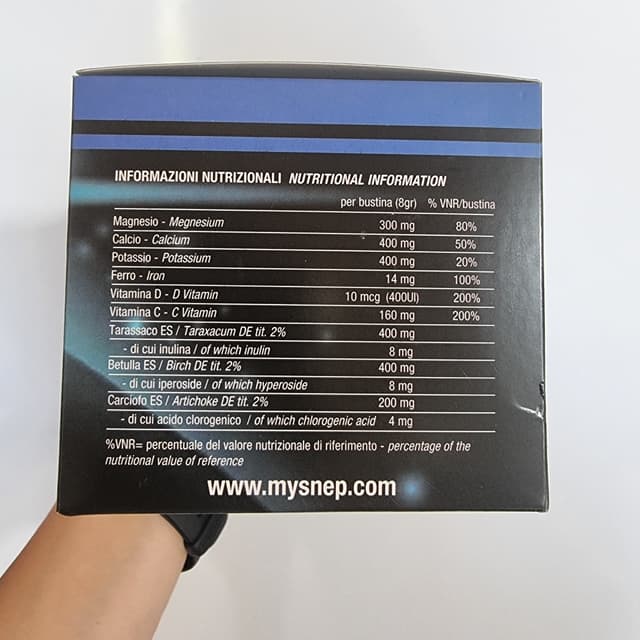 INFORMAZIONI NUTRIZIONALI NUTRITIONAL INFORMATION
per bustina (8gr) % VNR/bustina
Magnesio - Megnesium 300 mg 80%
Calcio - Calcium 400 mg 50%
Potassio - Potassium 400 mg 20%
Ferro - Iron 14 mg 100%
Vitamina D - D Vitamin 10 mcg (400UI) 200%
Vitamina C - C Vitamin 160 mg 200%
Tarassaco ES / Taraxacum DE tit. 2% 400 mg
- di cui inulina / of which inulin 8 mg
Betulla ES / Birch DE tit. 2% 400 mg
- di cui iperoside / of which hyperoside 8 mg
Carciofo ES / Artichoke DE tit. 2% 200 mg
- di cui acido clorogenico / of which chlorogenic acid 4 mg
%VNR= percentuale del valore nutrizionale di riferimento - percentage of the
nutritional value of reference
www.mysnep.com